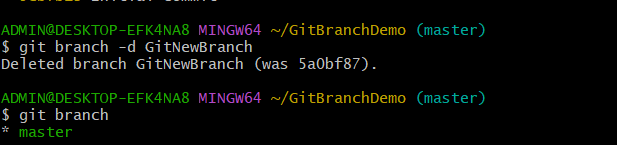 ADMIN@DESKTOP-EFK4NA8 MINGW64 ~/GitBranchDemo (master)
$ git branch -d GitNewBranch
Deleted branch GitNewBranch (was 5a0bf87).
ADMIN@DESKTOP-EFK4NA8 MINGW64 ~/GitBranchDemo (master)
$ git branch
* master